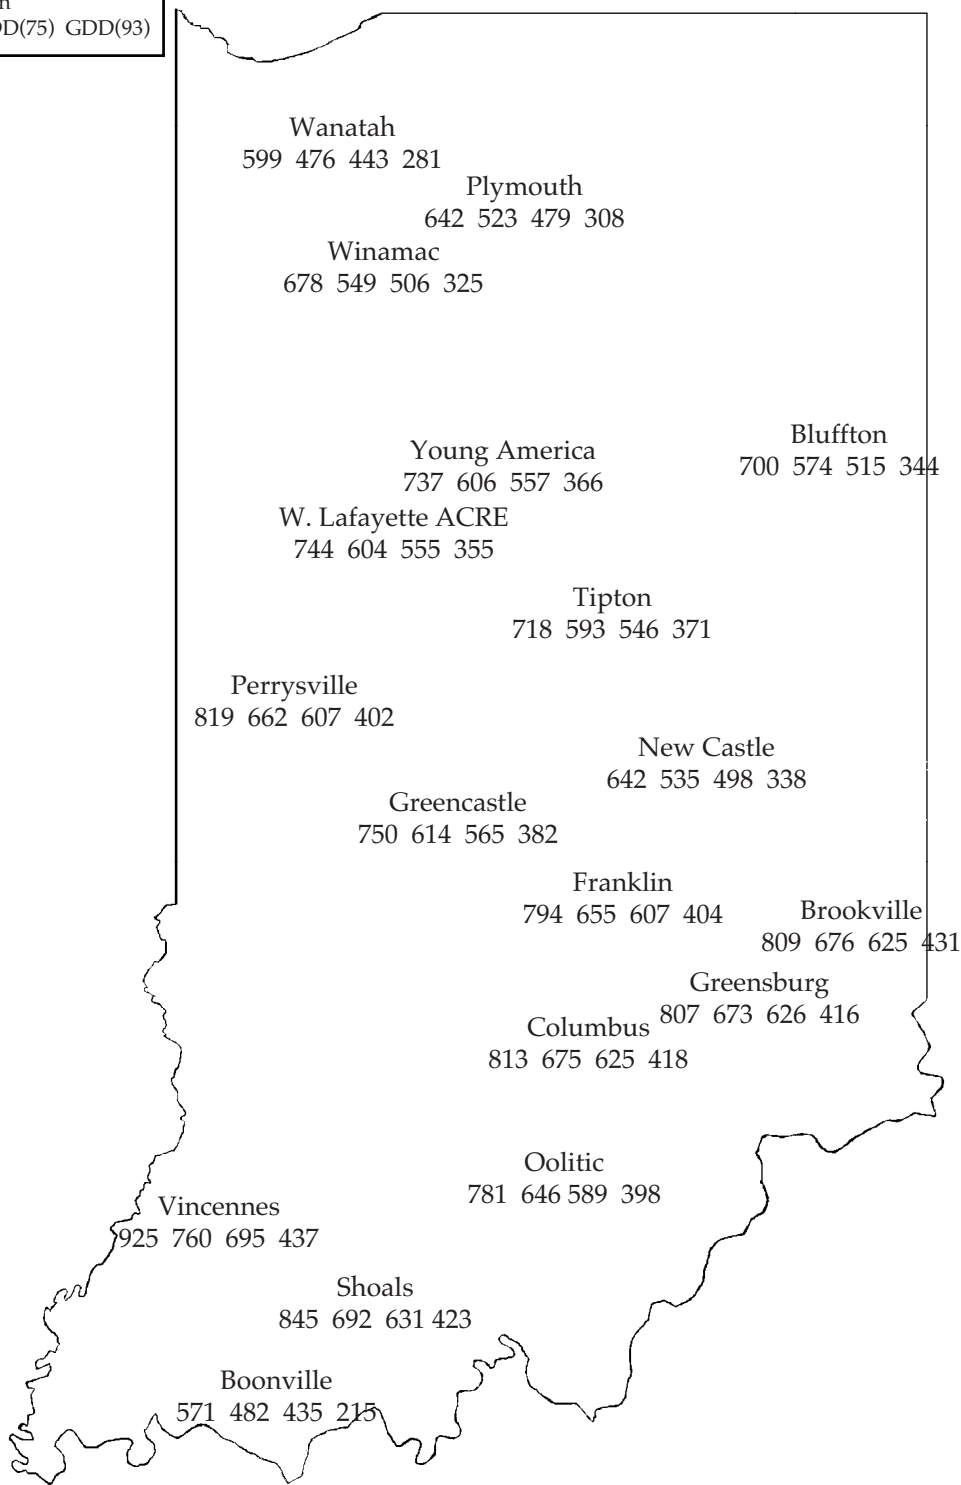 GDD(93)
Wanatah
599 476 443 281
Plymouth
642 523 479 308
Winamac
678 549 506 325
Bluffton
700 574 515 344
Young America
737 606 557 366
W. Lafayette ACRE
744 604 555 355
Tipton
718 593 546 371
Perrysville
819 662 607 402
New Castle
642 535 498 338
Greencastle
750 614 565 382
Franklin
794 655 607 404
Brookville
809 676 625 431
Greensburg
807 673 626 416
Columbus
813 675 625 418
Oolitic
781 646 589 398
Vincennes
925 760 695 437
Shoals
845 692 631 423
Boonville
571 482 435 215